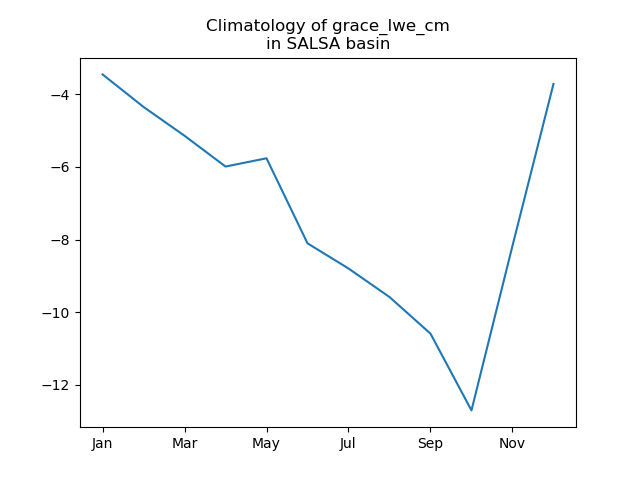 Climatology of grace_lwe_cm
in SALSA basin
−4
−6
−8
−10
−12
Jan
Mar
May
Jul
Sep
Nov